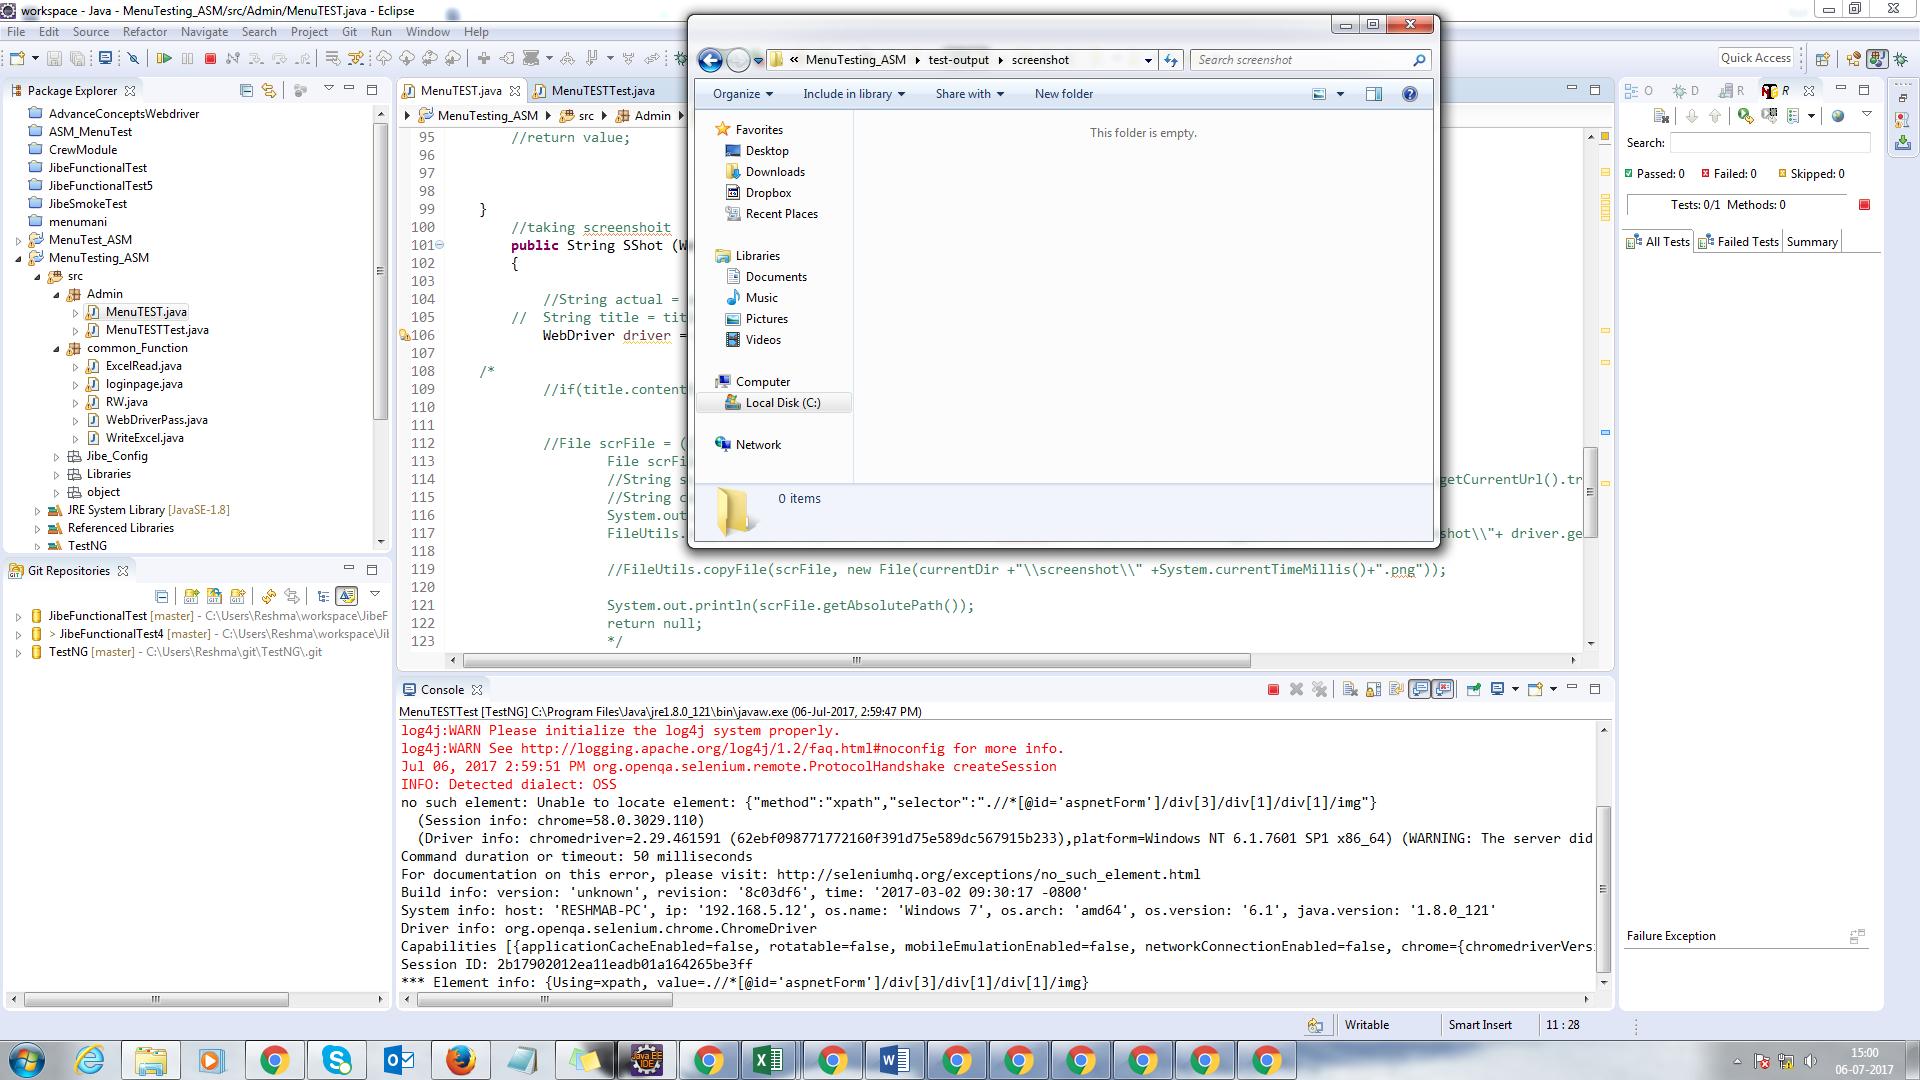 workspace - Java - MenuTesting_ASM/src/Admin/MenuTEST.java - Eclipse
File Edit Source Refactor Navigate Search Project Git Run Window Help
Quick Access
Package Explorer
AdvanceConceptsWebdriver
ASM_MenuTest
CrewModule
JibeFunctionalTest
JibeFunctionalTest5
JibeSmokeTest
menumani
MenuTest_ASM
MenuTesting_ASM
src
Admin
MenuTEST.java
MenuTESTTest.java
common_Function
ExcelRead.java
loginpage.java
RW.java
WebDriverPass.java
WriteExcel.java
Jibe_Config
Libraries
object
JRE System Library [JavaSE-1.8]
Referenced Libraries
TestNG
Git Repositories
JibeFunctionalTest [master] - C:\Users\Reshma\workspace\JibeF
> JibeFunctionalTest4 [master] - C:\Users\Reshma\workspace\Jib
TestNG [master] - C:\Users\Reshma\git\TestNG\.git
MenuTEST.java MenuTESTTest.java
MenuTesting_ASM src Admin
95 //return value;
96
97
98
99 }
100 //taking screenshoit
101 public String SShot (W
102 {
103
104 //String actual =
105 // String title = tit
106 WebDriver driver =
107
108 /*
109 //if(title.content
110
111
112 //File scrFile = (
113 File scrFi
114 //String s getCurrentUrl().tr
115 //String c
116 System.out
117 FileUtils. shot\\"+ driver.ge
118
119 //FileUtils.copyFile(scrFile, new File(currentDir +"\\screenshot\\" +System.currentTimeMillis()+".png"));
120
121 System.out.println(scrFile.getAbsolutePath());
122 return null;
123 */
« MenuTesting_ASM test-output screenshot
Search screenshot
Organize Include in library Share with New folder
Favorites
Desktop
Downloads
Dropbox
Recent Places
Libraries
Documents
Music
Pictures
Videos
Computer
Local Disk (C:)
Network
This folder is empty.
0 items
O D R R
Search:
Passed: 0 Failed: 0 Skipped: 0
Tests: 0/1 Methods: 0
All Tests Failed Tests Summary
Failure Exception
Console
MenuTESTTest [TestNG] C:\Program Files\Java\jre1.8.0_121\bin\javaw.exe (06-Jul-2017, 2:59:47 PM)
log4j:WARN Please initialize the log4j system properly.
log4j:WARN See http://logging.apache.org/log4j/1.2/faq.html#noconfig for more info.
Jul 06, 2017 2:59:51 PM org.openqa.selenium.remote.ProtocolHandshake createSession
INFO: Detected dialect: OSS
no such element: Unable to locate element: {"method":"xpath","selector":".//*[@id='aspnetForm']/div[3]/div[1]/div[1]/img"}
(Session info: chrome=58.0.3029.110)
(Driver info: chromedriver=2.29.461591 (62ebf098771772160f391d75e589dc567915b233),platform=Windows NT 6.1.7601 SP1 x86_64) (WARNING: The server did
Command duration or timeout: 50 milliseconds
For documentation on this error, please visit: http://seleniumhq.org/exceptions/no_such_element.html
Build info: version: 'unknown', revision: '8c03df6', time: '2017-03-02 09:30:17 -0800'
System info: host: 'RESHMAB-PC', ip: '192.168.5.12', os.name: 'Windows 7', os.arch: 'amd64', os.version: '6.1', java.version: '1.8.0_121'
Driver info: org.openqa.selenium.chrome.ChromeDriver
Capabilities [{applicationCacheEnabled=false, rotatable=false, mobileEmulationEnabled=false, networkConnectionEnabled=false, chrome={chromedriverVersi
Session ID: 2b17902012ea11eadb01a164265be3ff
*** Element info: {Using=xpath, value=.//*[@id='aspnetForm']/div[3]/div[1]/div[1]/img}
Writable Smart Insert 11 : 28
Java EE
IDE
15:00
06-07-2017